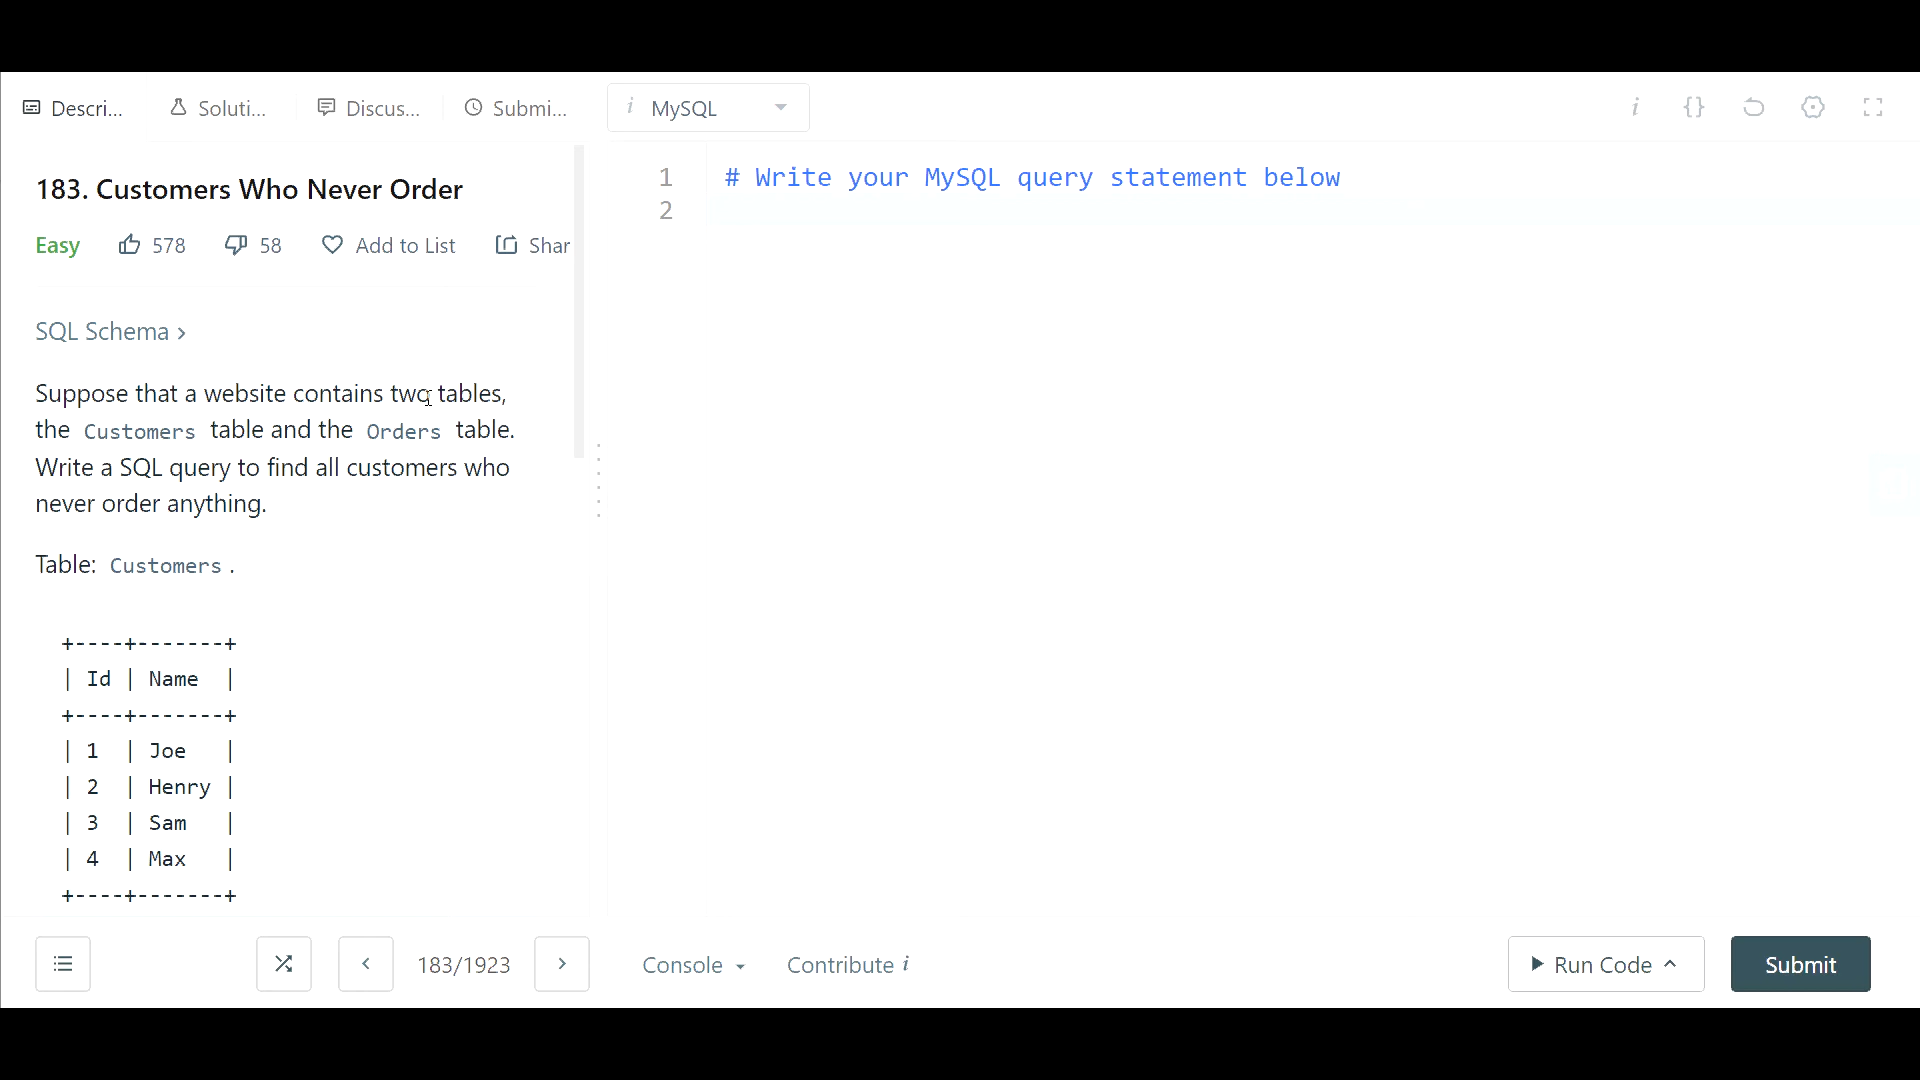 Descri...
Soluti...
Discus...
Submi...
i MySQL
183. Customers Who Never Order
Easy 578 58 Add to List Shar
SQL Schema >
Suppose that a website contains two tables,
the Customers table and the Orders table.
Write a SQL query to find all customers who
never order anything.
Table: Customers .
+----+-------+
| Id | Name  |
+----+-------+
| 1  | Joe   |
| 2  | Henry |
| 3  | Sam   |
| 4  | Max   |
+----+-------+
183/1923
i {}
1 # Write your MySQL query statement below
2
Console
Contribute i
Run Code
Submit